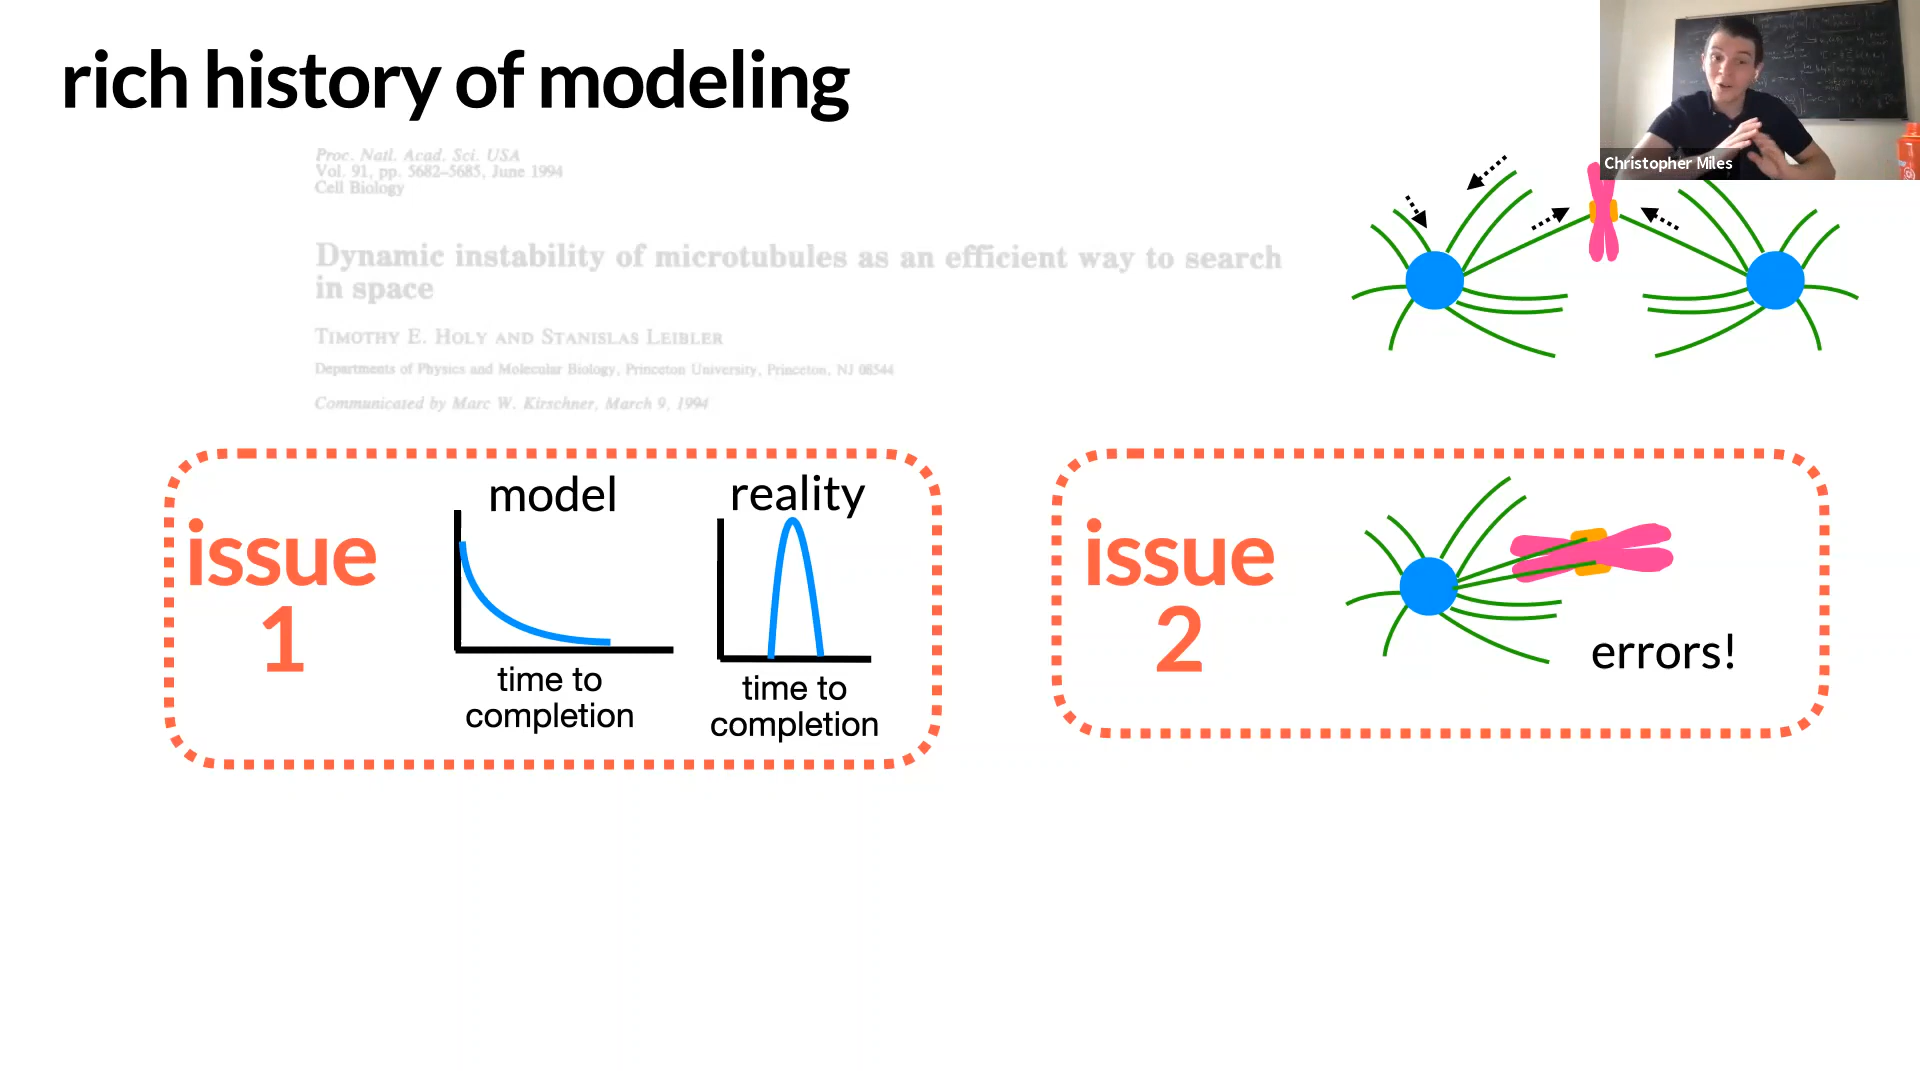 rich history of modeling
Christopher Miles
Proc. Natl. Acad. Sci. USA
Vol. 91, pp. 5682–5685, June 1994
Cell Biology
Dynamic instability of microtubules as an efficient way to search
in space
TIMOTHY E. HOLY AND STANISLAS LEIBLER
Departments of Physics and Molecular Biology, Princeton University, Princeton, NJ 08544
Communicated by Marc W. Kirschner, March 9, 1994
issue
1
model
time to
completion
reality
time to
completion
issue
2
errors!